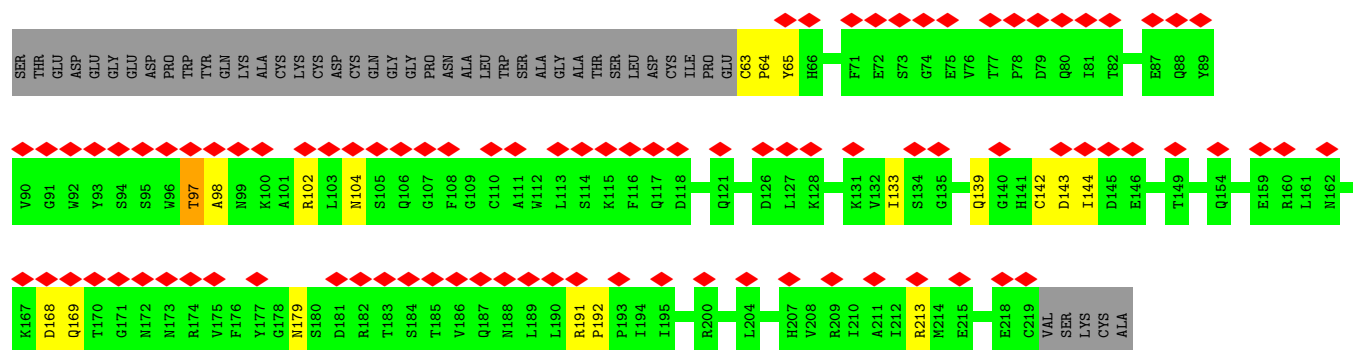 SER THR GLU ASP GLU GLY GLU ASP PRO TRP TYR GLN LYS ALA CYS LYS CYS ASP CYS GLN GLY GLY PRO ASN ALA LEU TRP SER ALA GLY ALA THR SER LEU ASP CYS ILE PRO GLU C63 P64 Y65 H66 F71 E72 S73 G74 E75 V76 T77 P78 D79 Q80 I81 T82 E87 Q88 Y89
V90 G91 W92 Y93 S94 S95 W96 T97 A98 N99 K100 A101 R102 L103 N104 S105 Q106 G107 F108 G109 C110 A111 W112 L113 S114 K115 F116 Q117 D118 Q121 D126 L127 K128 K131 V132 I133 S134 G135 Q139 G140 H141 C142 D143 I144 D145 E146 T149 Q154 E159 R160 L161 N162
K167 D168 Q169 T170 G171 N172 N173 R174 V175 F176 Y177 G178 N179 S180 D181 R182 T183 S184 T185 V186 Q187 N188 L189 L190 R191 P192 P193 I194 I195 R200 L204 H207 V208 R209 I210 A211 I212 R213 M214 E215 E218 C219 VAL SER LYS CYS ALA